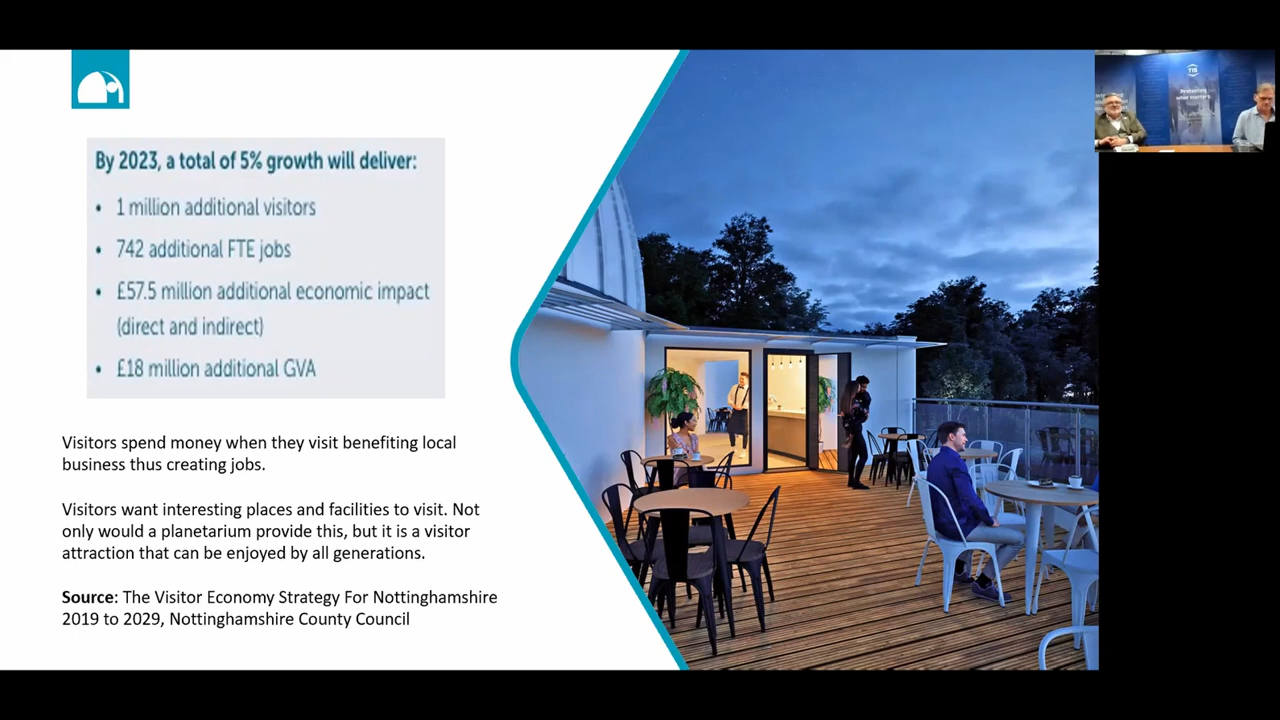 By 2023, a total of 5% growth will deliver:
• 1 million additional visitors
• 742 additional FTE jobs
• £57.5 million additional economic impact
(direct and indirect)
• £18 million additional GVA
Visitors spend money when they visit benefiting local
business thus creating jobs.
Visitors want interesting places and facilities to visit. Not
only would a planetarium provide this, but it is a visitor
attraction that can be enjoyed by all generations.
Source: The Visitor Economy Strategy For Nottinghamshire
2019 to 2029, Nottinghamshire County Council
TIS
Protecting
what matters